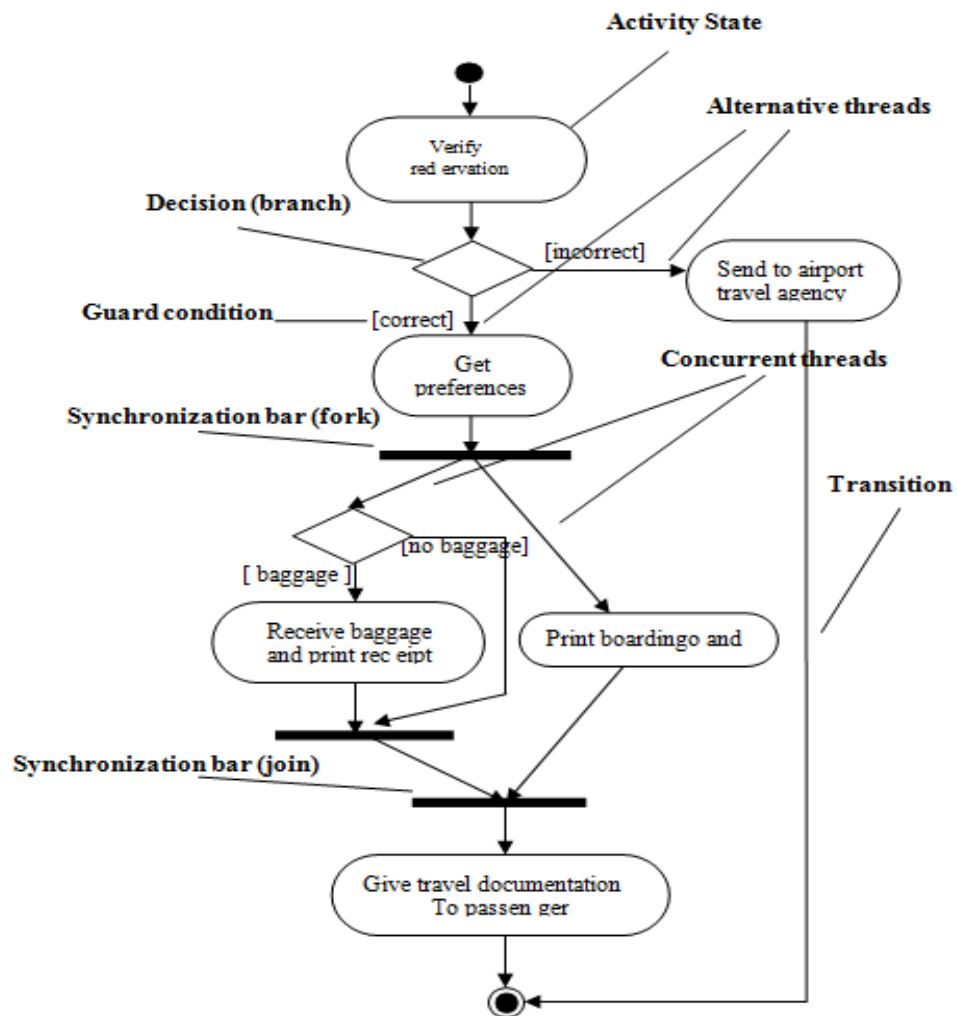 Activity State
Alternative threads
Verify
red ervation
Decision (branch)
[incorrect]
Send to airport
travel agency
Guard condition
[correct]
Concurrent threads
Get
preferences
Synchronization bar (fork)
Transition
[no baggage]
[ baggage ]
Receive baggage
and print rec eipt
Print boardingo and
Synchronization bar (join)
Give travel documentation
To passen ger